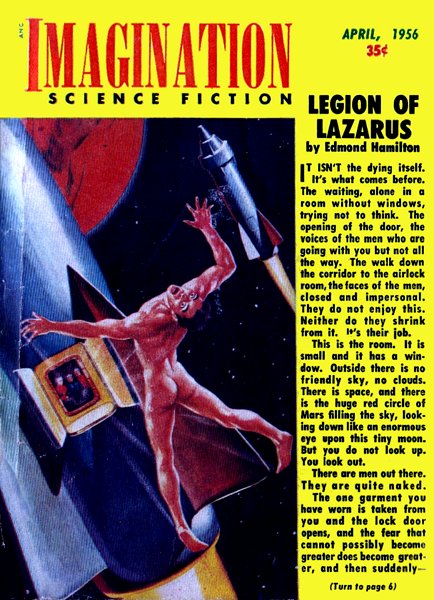 AMC
IMAGINATION
SCIENCE FICTION
APRIL, 1956
35¢
LEGION OF
LAZARUS
by Edmond Hamilton
IT ISN'T the dying itself.
It's what comes before.
The waiting, alone in a
room without windows,
trying not to think. The
opening of the door, the
voices of the men who are
going with you but not all
the way. The walk down
the corridor to the airlock
room, the faces of the men,
closed and impersonal.
They do not enjoy this.
Neither do they shrink
from it. It's their job.
This is the room. It is
small and it has a win-
dow. Outside there is no
friendly sky, no clouds.
There is space, and there
is the huge red circle of
Mars filling the sky, look-
ing down like an enormous
eye upon this tiny moon.
But you do not look up.
You look out.
There are men out there.
They are quite naked.
The one garment you
have worn is taken from
you and the lock door
opens, and the fear that
cannot possibly become
greater does become great-
er, and then suddenly—
(Turn to page 6)